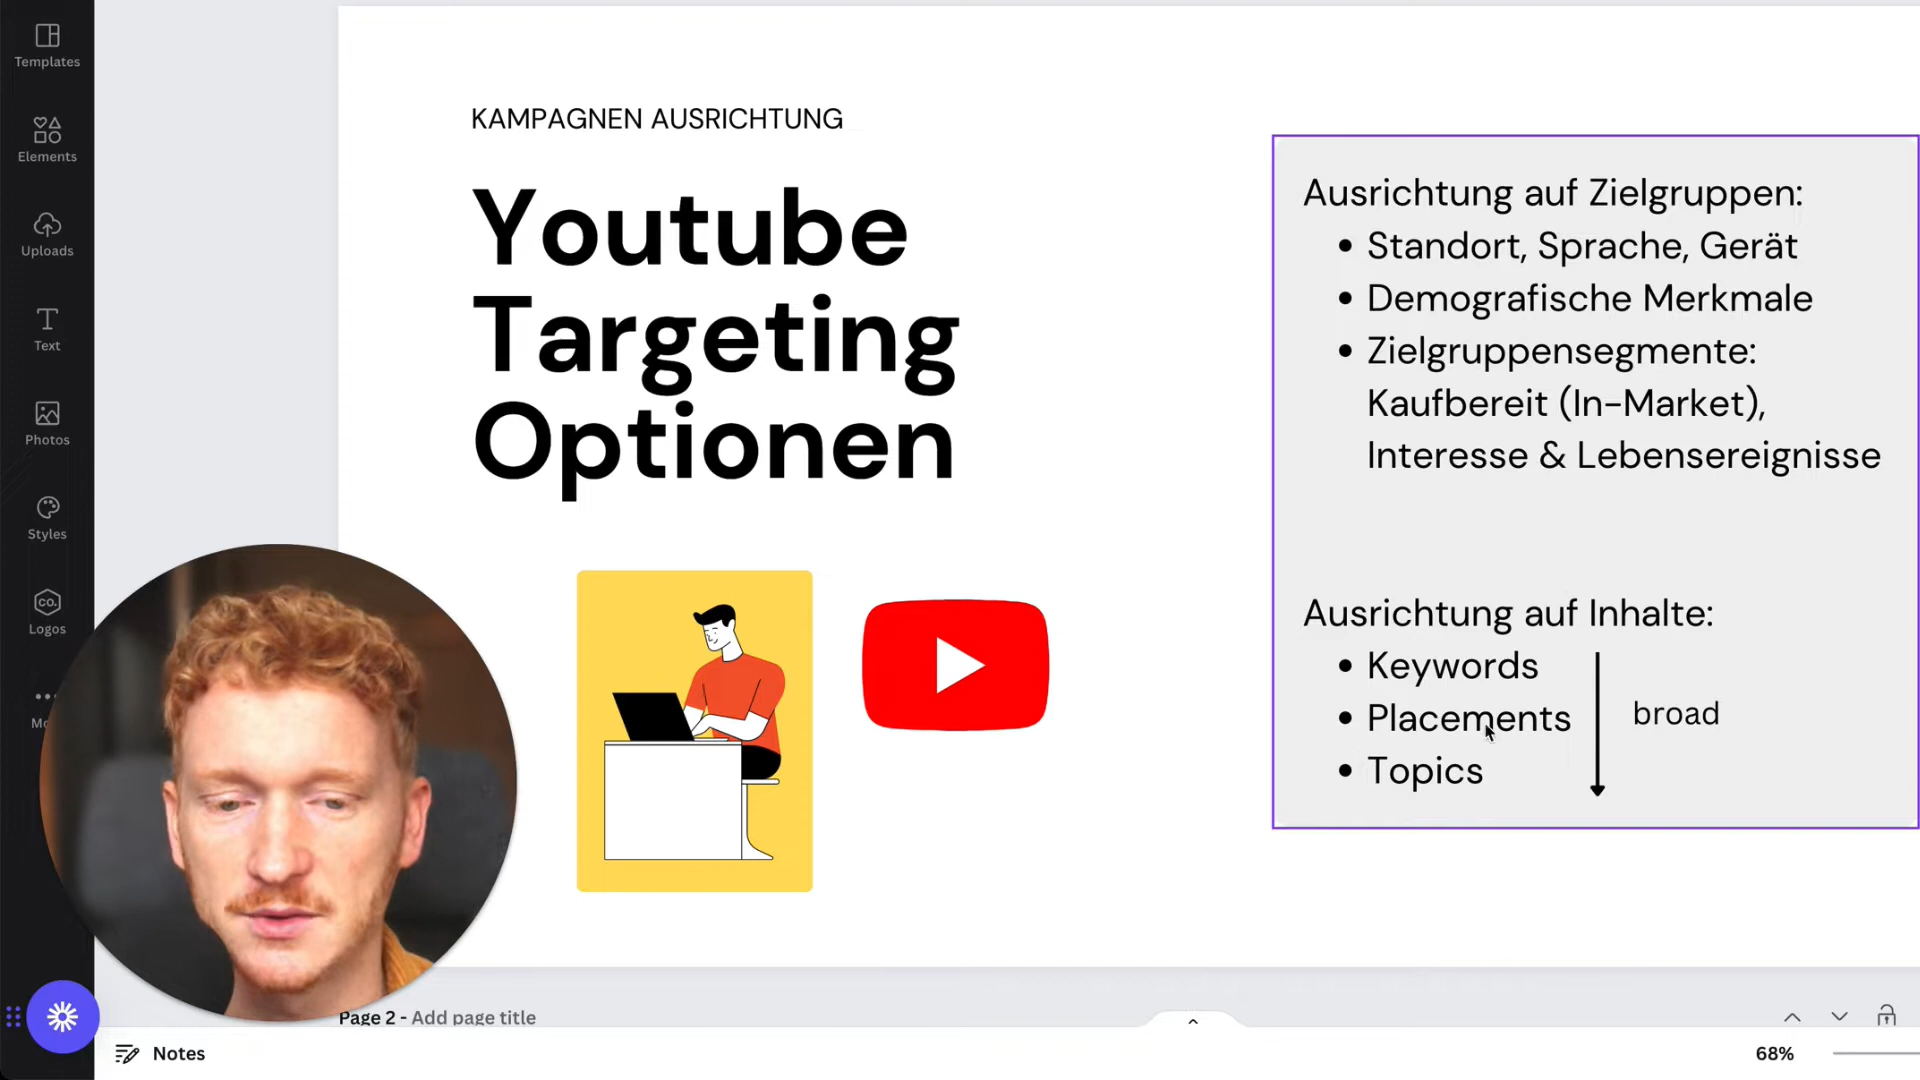 Templates
Elements
Uploads
Text
Photos
Styles
CO.
Logos
KAMPAGNEN AUSRICHTUNG
Youtube
Targeting
Optionen
Ausrichtung auf Zielgruppen:
• Standort, Sprache, Gerät
• Demografische Merkmale
• Zielgruppensegmente:
Kaufbereit (In-Market),
Interesse & Lebensereignisse
Ausrichtung auf Inhalte:
• Keywords
• Placements
• Topics
broad
Page 2 - Add page title
Notes
68%